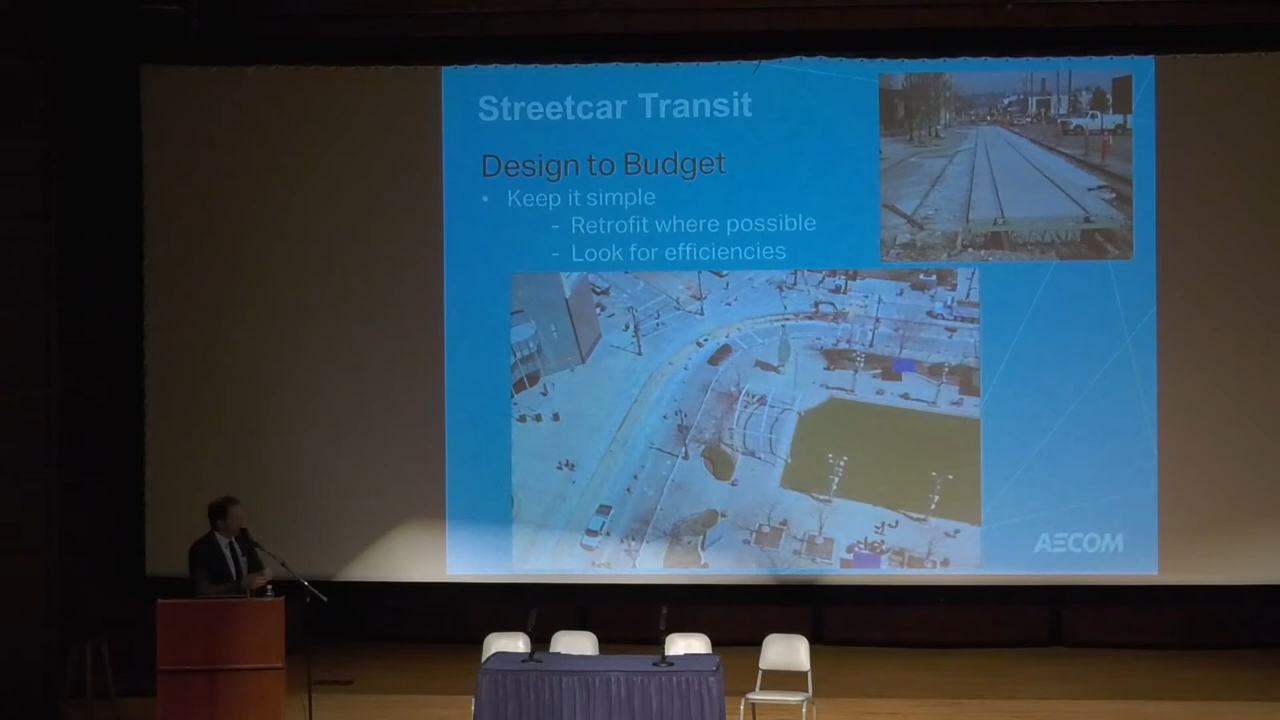 Streetcar Transit
Design to Budget
• Keep it simple
- Retrofit where possible
- Look for efficiencies
AECOM